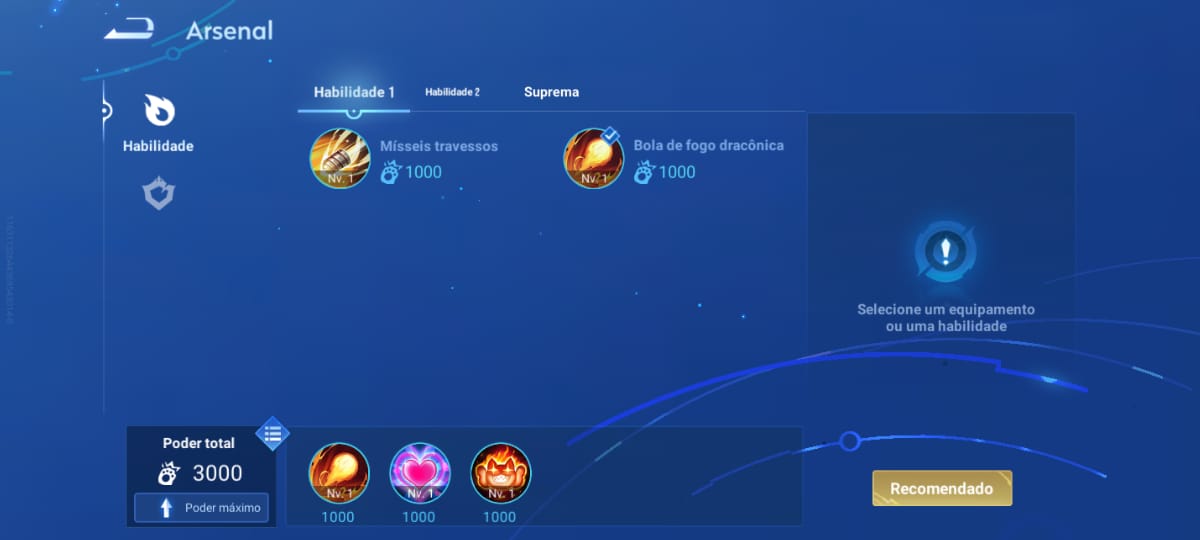 Arsenal
Habilidade 1
Habilidade 2
Suprema
Habilidade
Mísseis travessos
1000
Nv. 1
Bola de fogo dracônica
1000
Nv. 1
Selecione um equipamento
ou uma habilidade
Poder total
3000
Poder máximo
Nv. 1
1000
Nv. 1
1000
Nv. 1
1000
Recomendado